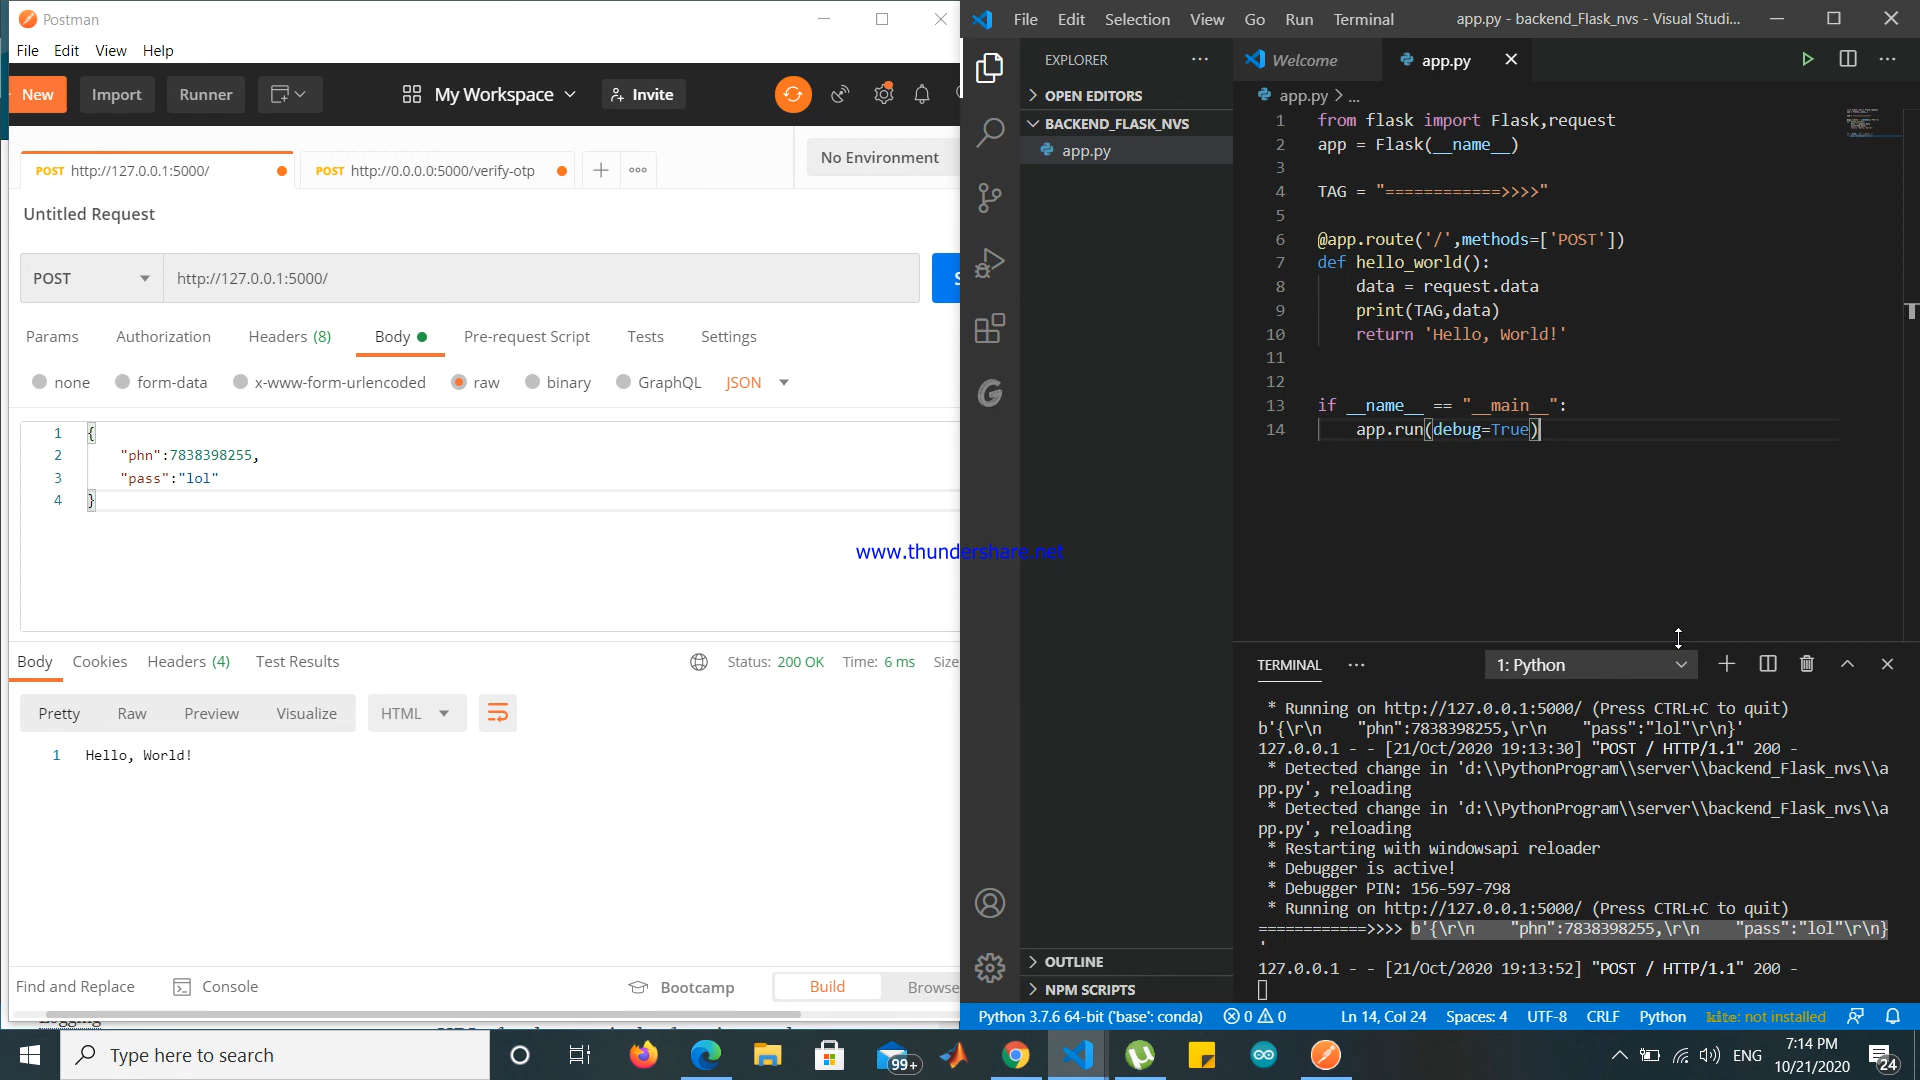 Postman
File Edit View Help
New Import Runner My Workspace Invite
POST http://127.0.0.1:5000/ POST http://0.0.0.0:5000/verify-otp No Environment
Untitled Request
POST http://127.0.0.1:5000/
Params Authorization Headers (8) Body Pre-request Script Tests Settings
none form-data x-www-form-urlencoded raw binary GraphQL JSON
1 {
2 "phn":7838398255,
3 "pass":"lol"
4 }
www.thundershare.net
Body Cookies Headers (4) Test Results Status: 200 OK Time: 6 ms Size
Pretty Raw Preview Visualize HTML
1 Hello, World!
Find and Replace Console Bootcamp Build Browse
File Edit Selection View Go Run Terminal app.py - backend_Flask_nvs - Visual Studi...
EXPLORER
OPEN EDITORS
BACKEND_FLASK_NVS
app.py
OUTLINE
NPM SCRIPTS
Welcome app.py
app.py > ...
1 from flask import Flask,request
2 app = Flask(__name__)
3
4 TAG = "============>>>>"
5
6 @app.route('/',methods=['POST'])
7 def hello_world():
8 data = request.data
9 print(TAG,data)
10 return 'Hello, World!'
11
12
13 if __name__ == "__main__":
14 app.run(debug=True)
TERMINAL 1: Python
* Running on http://127.0.0.1:5000/ (Press CTRL+C to quit)
b'{\r\n    "phn":7838398255,\r\n    "pass":"lol"\r\n}'
127.0.0.1 - - [21/Oct/2020 19:13:30] "POST / HTTP/1.1" 200 -
* Detected change in 'd:\\PythonProgram\\server\\backend_Flask_nvs\\a
pp.py', reloading
* Detected change in 'd:\\PythonProgram\\server\\backend_Flask_nvs\\a
pp.py', reloading
* Restarting with windowsapi reloader
* Debugger is active!
* Debugger PIN: 156-597-798
* Running on http://127.0.0.1:5000/ (Press CTRL+C to quit)
============>>>> b'{\r\n    "phn":7838398255,\r\n    "pass":"lol"\r\n}
'
127.0.0.1 - - [21/Oct/2020 19:13:52] "POST / HTTP/1.1" 200 -
Python 3.7.6 64-bit ('base': conda) 0 0 Ln 14, Col 24 Spaces: 4 UTF-8 CRLF Python kite: not installed
Type here to search 99+ ENG 7:14 PM
10/21/2020 24